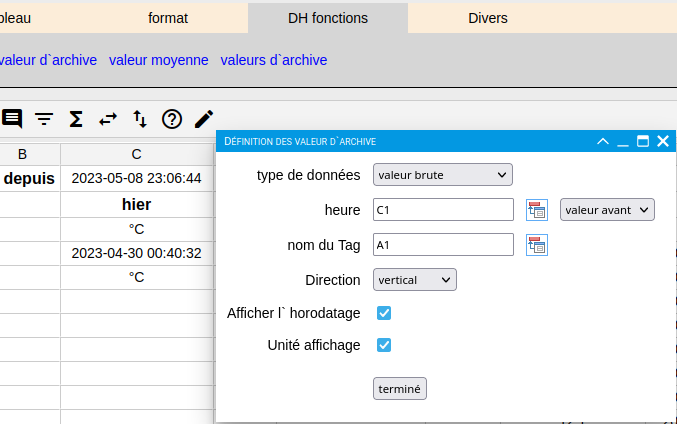 bleau format DH fonctions Divers
valeur d`archive valeur moyenne valeurs d`archive
DÉFINITION DES VALEUR D`ARCHIVE
B C
depuis 2023-05-08 23:06:44
hier
°C
2023-04-30 00:40:32
°C
type de données valeur brute
heure C1 valeur avant
nom du Tag A1
Direction vertical
Afficher l` horodatage
Unité affichage
terminé